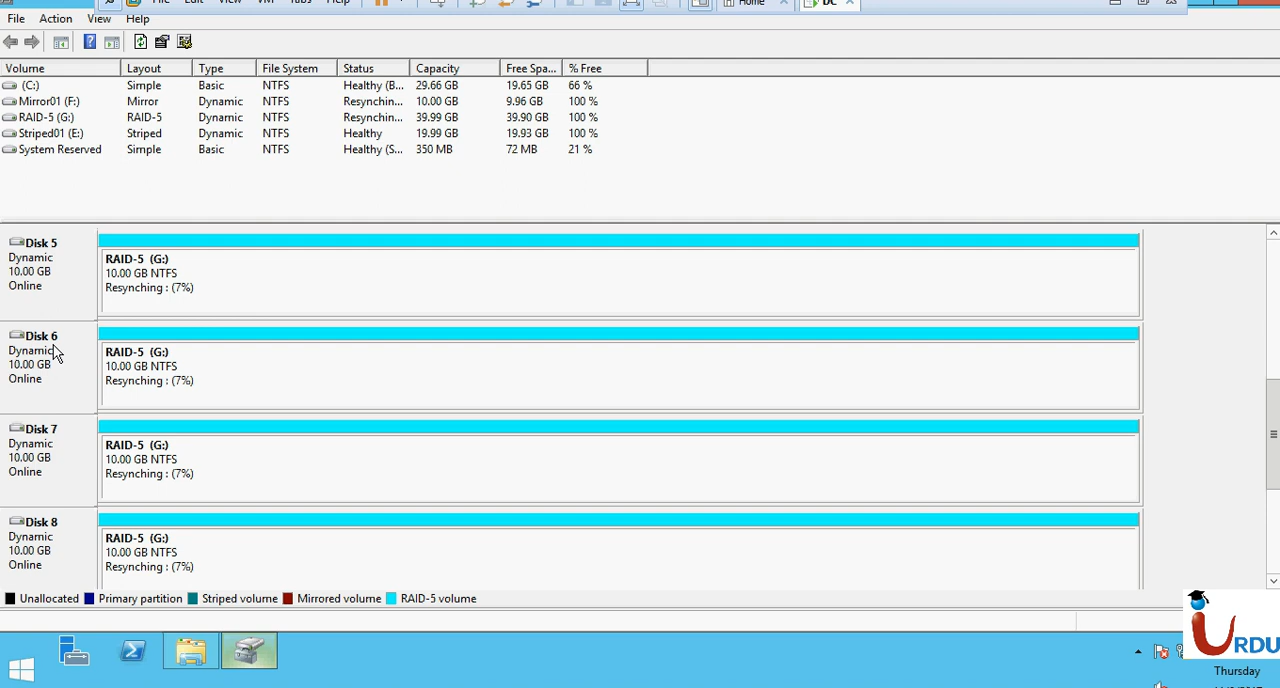 File Edit View VM Tabs Help
Home
DC
File Action View Help
Volume Layout Type File System Status Capacity Free Spa... % Free
(C:) Simple Basic NTFS Healthy (B... 29.66 GB 19.65 GB 66 %
Mirror01 (F:) Mirror Dynamic NTFS Resynchin... 10.00 GB 9.96 GB 100 %
RAID-5 (G:) RAID-5 Dynamic NTFS Resynchin... 39.99 GB 39.90 GB 100 %
Striped01 (E:) Striped Dynamic NTFS Healthy 19.99 GB 19.93 GB 100 %
System Reserved Simple Basic NTFS Healthy (S... 350 MB 72 MB 21 %
Disk 5
Dynamic
10.00 GB
Online
RAID-5 (G:)
10.00 GB NTFS
Resynching : (7%)
Disk 6
Dynamic
10.00 GB
Online
RAID-5 (G:)
10.00 GB NTFS
Resynching : (7%)
Disk 7
Dynamic
10.00 GB
Online
RAID-5 (G:)
10.00 GB NTFS
Resynching : (7%)
Disk 8
Dynamic
10.00 GB
Online
RAID-5 (G:)
10.00 GB NTFS
Resynching : (7%)
Unallocated Primary partition Striped volume Mirrored volume RAID-5 volume
URDU
Thursday